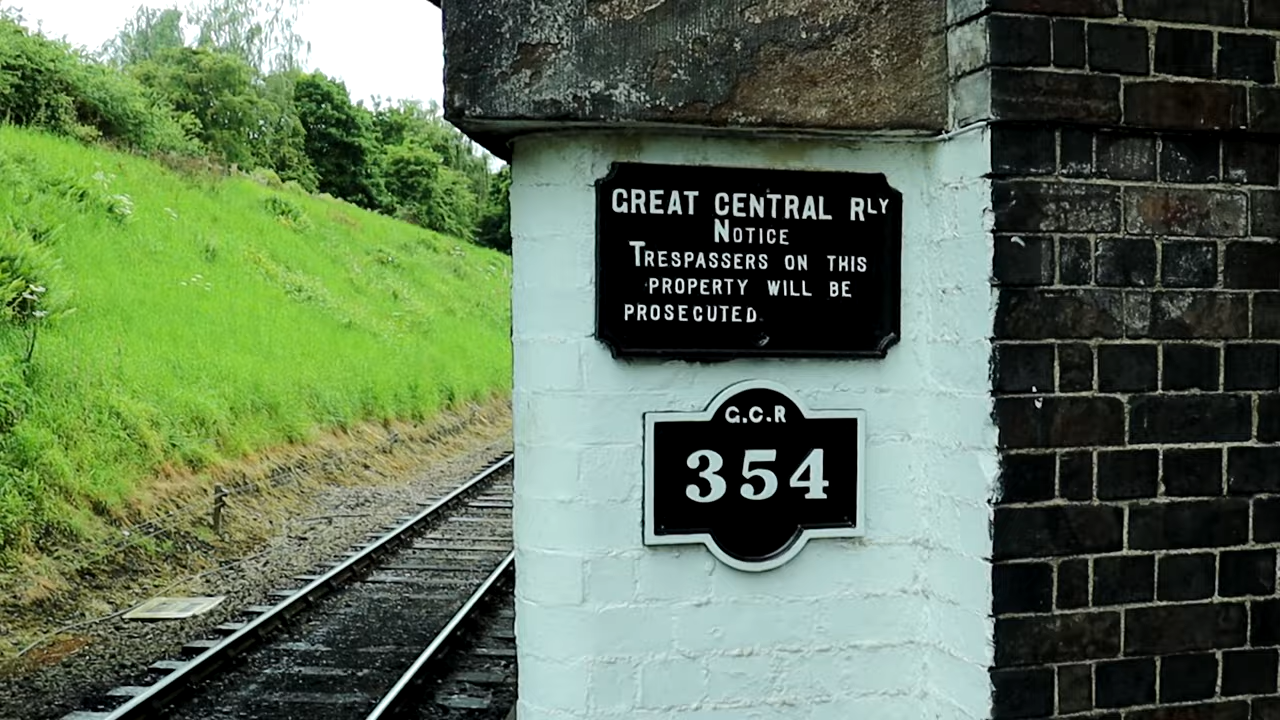 GREAT CENTRAL RLY
NOTICE
TRESPASSERS ON THIS
PROPERTY WILL BE
PROSECUTED.
G.C.R
354